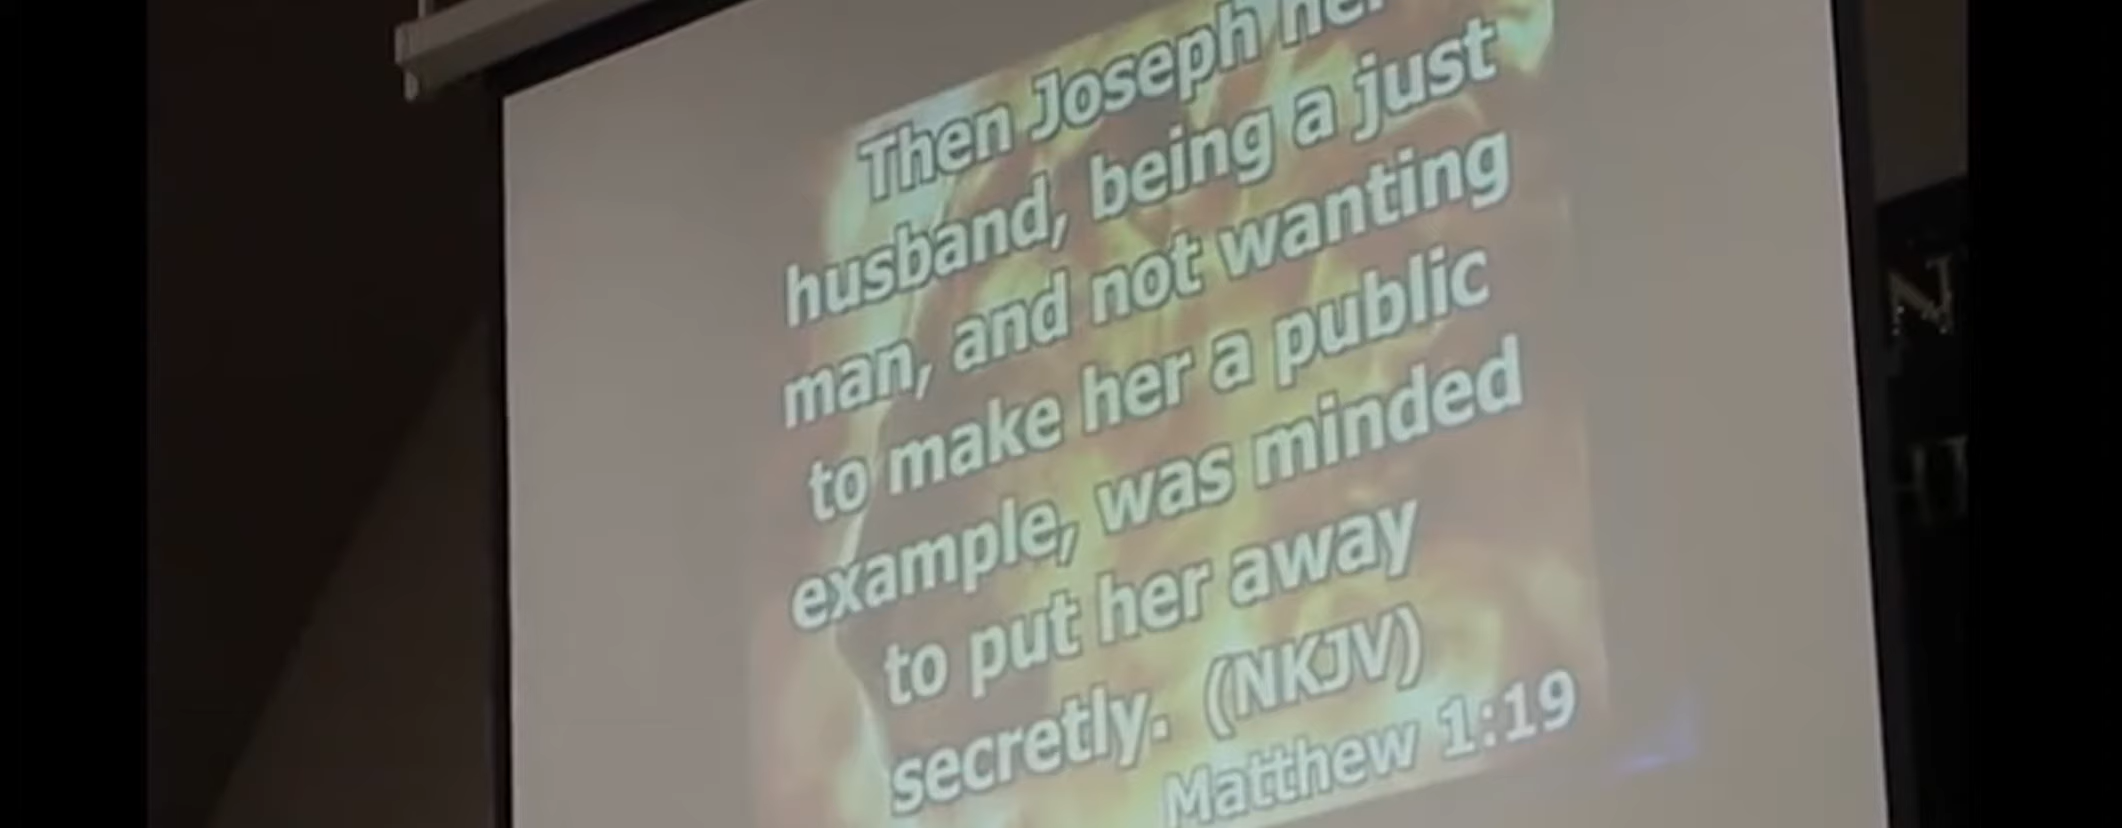 Then Joseph her
husband, being a just
man, and not wanting
to make her a public
example, was minded
to put her away
secretly. (NKJV)
Matthew 1:19
N